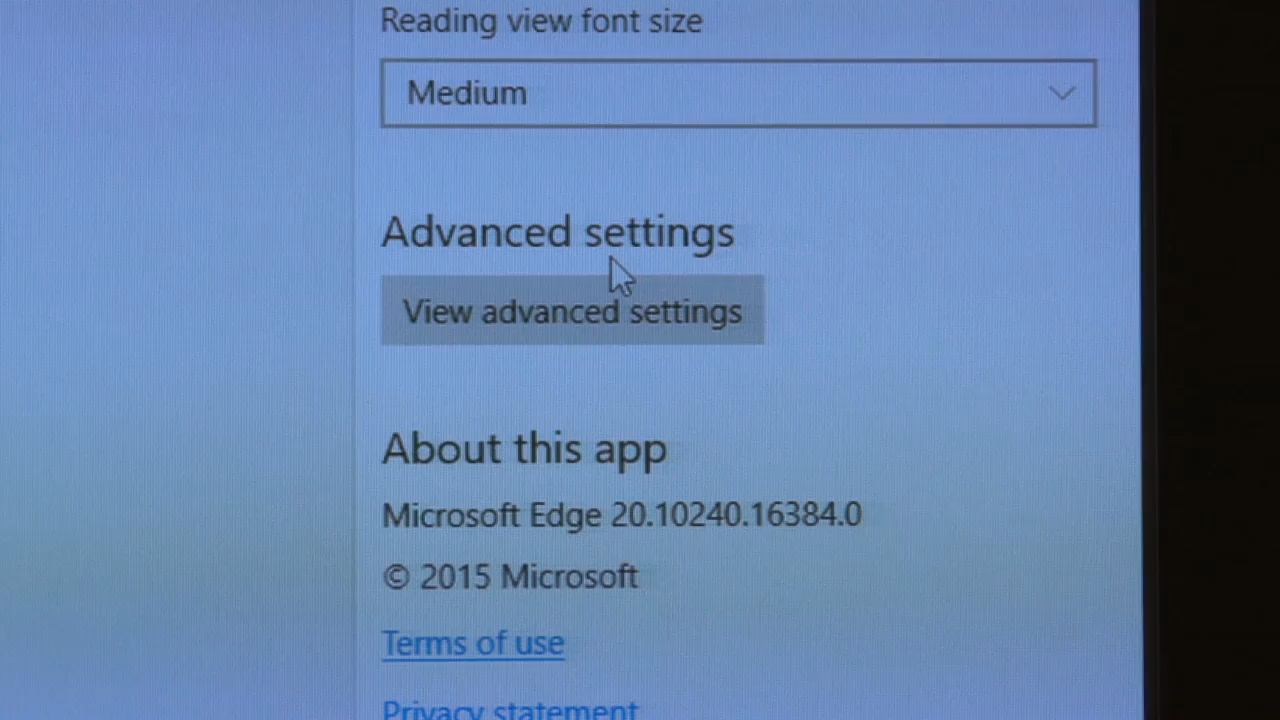 Reading view font size
Medium
Advanced settings
View advanced settings
About this app
Microsoft Edge 20.10240.16384.0
© 2015 Microsoft
Terms of use
Privacy statement